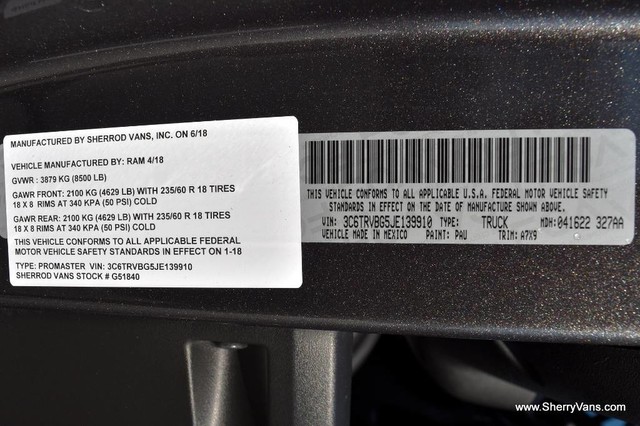 MANUFACTURED BY SHERROD VANS, INC. ON 6/18
VEHICLE MANUFACTURED BY: RAM 4/18
GVWR : 3879 KG (8500 LB)
GAWR FRONT: 2100 KG (4629 LB) WITH 235/60 R 18 TIRES
18 X 8 RIMS AT 340 KPA (50 PSI) COLD
GAWR REAR: 2100 KG (4629 LB) WITH 235/60 R 18 TIRES
18 X 8 RIMS AT 340 KPA (50 PSI) COLD
THIS VEHICLE CONFORMS TO ALL APPLICABLE FEDERAL
MOTOR VEHICLE SAFETY STANDARDS IN EFFECT ON 1-18
TYPE: PROMASTER VIN: 3C6TRVBG5JE139910
SHERROD VANS STOCK # G51840
THIS VEHICLE CONFORMS TO ALL APPLICABLE U.S.A. FEDERAL MOTOR VEHICLE SAFETY
STANDARDS IN EFFECT ON THE DATE OF MANUFACTURE SHOWN ABOVE.
VIN: 3C6TRVBG5JE139910 TYPE: TRUCK MDH: 041622 327AA
VEHICLE MADE IN MEXICO PAINT: PAU TRIM: A7X9
www.SherryVans.com